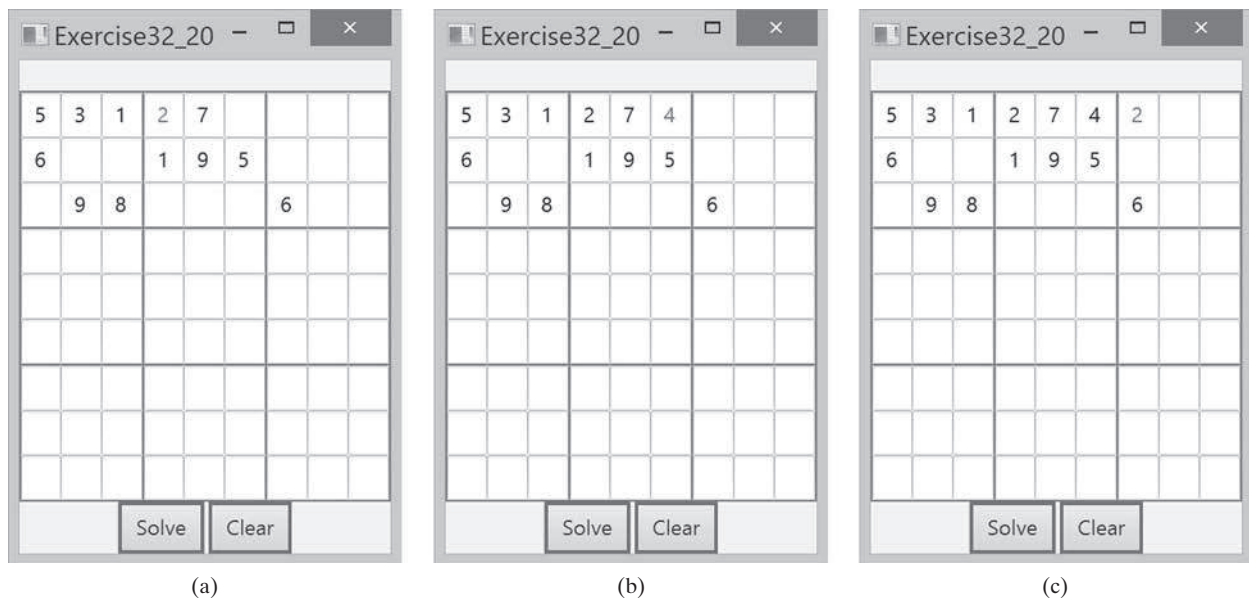 Exercise32_20
5 3 1 2 7
6 1 9 5
9 8 6
Solve Clear
(a)
Exercise32_20
5 3 1 2 7 4
6 1 9 5
9 8 6
Solve Clear
(b)
Exercise32_20
5 3 1 2 7 4 2
6 1 9 5
9 8 6
Solve Clear
(c)